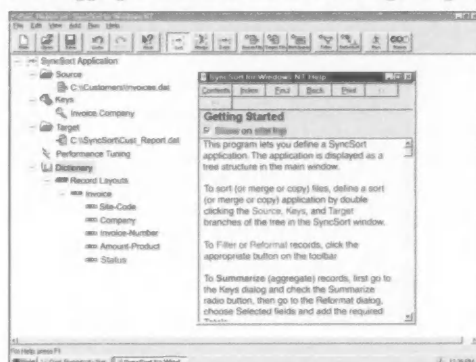 File Edit View Add Run Help
SyncSort Application
Source
C:\Customers\Invoices.dat
Keys
Invoice.Company
Target
C:\SyncSort\Cust_Report.dat
Performance Tuning
Dictionary
Record Layouts
Invoice
Site-Code
Company
Invoice-Number
Amount-Product
Status
SyncSort for Windows NT Help
Contents Index Find Back Print
Getting Started
Show on startup
This program lets you define a SyncSort
application. The application is displayed as a
tree structure in the main window.
To sort (or merge or copy) files, define a sort
(or merge or copy) application by double
clicking the Source, Keys, and Target
branches of the tree in the SyncSort window.
To Filter or Reformat records, click the
appropriate button on the toolbar
To Summarize (aggregate) records, first go to
the Keys dialog and check the Summarize
radio button, then go to the Reformat dialog,
choose Selected fields and add the required
For Help, press F1